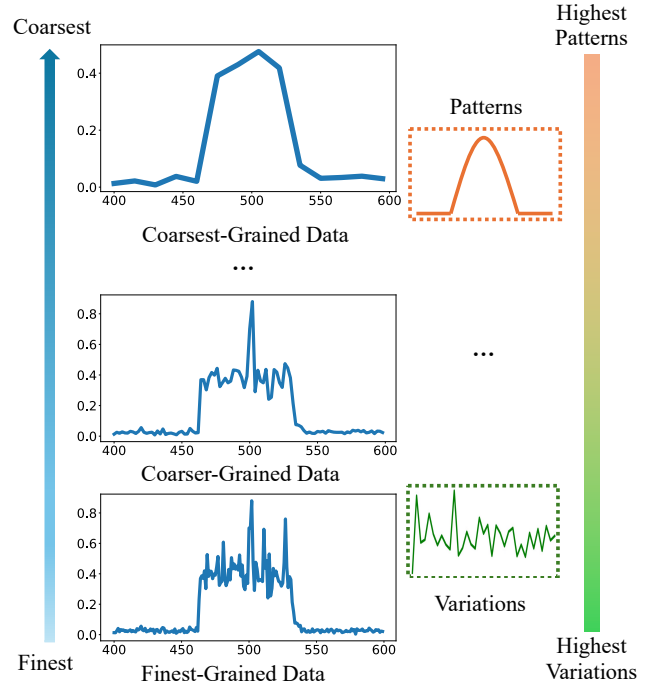 Coarsest
Highest
Patterns
0.4
0.2
0.0
400 450 500 550 600
Patterns
Coarsest-Grained Data
...
0.8
0.6
0.4
0.2
0.0
400 450 500 550 600
...
Coarser-Grained Data
0.8
0.6
0.4
0.2
0.0
400 450 500 550 600
Variations
Finest
Finest-Grained Data
Highest
Variations